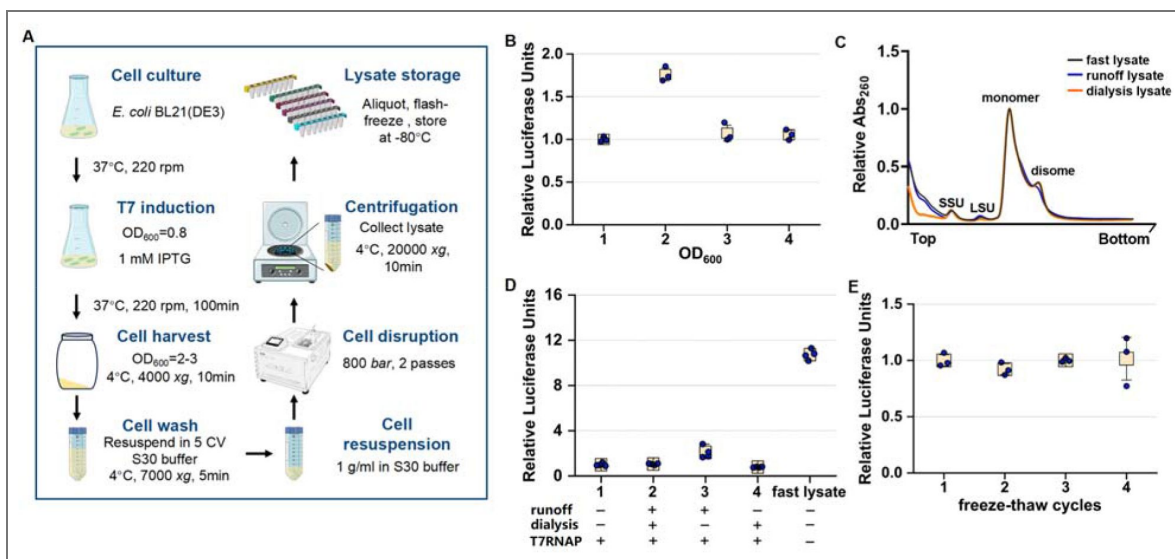 A
Cell culture
E. coli BL21(DE3)
37°C, 220 rpm
T7 induction
OD600=0.8
1 mM IPTG
37°C, 220 rpm, 100min
Cell harvest
OD600=2-3
4°C, 4000 xg, 10min
Cell wash
Resuspend in 5 CV
S30 buffer
4°C, 7000 xg, 5min
Cell
resuspension
1 g/ml in S30 buffer
Cell disruption
800 bar, 2 passes
Centrifugation
Collect lysate
4°C, 20000 xg,
10min
Lysate storage
Aliquot, flash-
freeze , store
at -80°C
B
Relative Luciferase Units
2.0
1.5
1.0
0.5
0.0
1 2 3 4
OD600
C
Relative Abs260
1.5
1.0
0.5
0.0
fast lysate
runoff lysate
dialysis lysate
monomer
disome
SSU
LSU
Top
Bottom
D
Relative Luciferase Units
16
12
8
4
0
1 2 3 4 fast lysate
runoff – + + – –
dialysis – + – + –
T7RNAP + + + + –
E
Relative Luciferase Units
1.5
1.0
0.5
0.0
1 2 3 4
freeze-thaw cycles